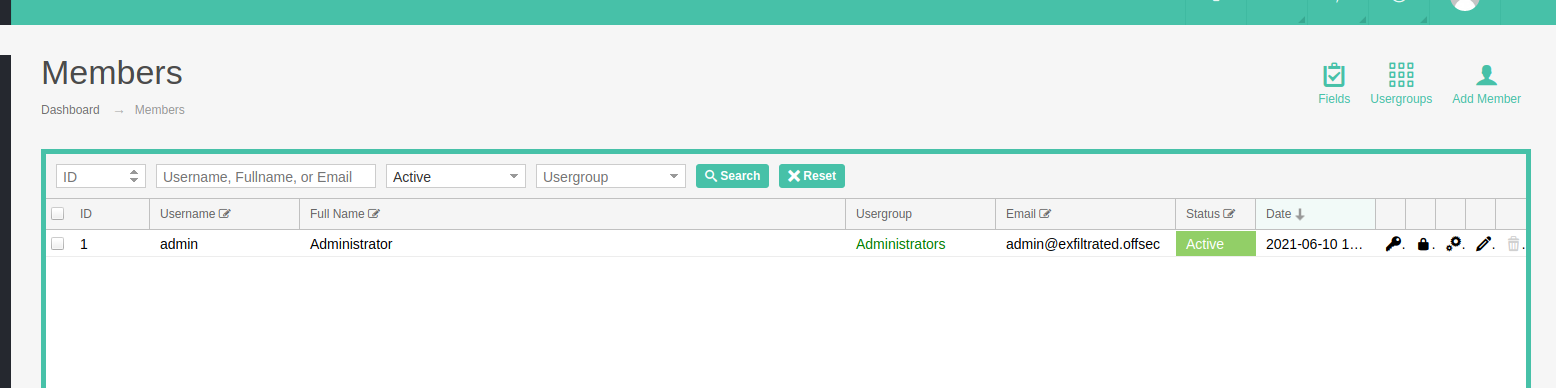 Members
Fields Usergroups Add Member
Dashboard → Members
ID Username, Fullname, or Email Active Usergroup Search Reset
ID Username Full Name Usergroup Email Status Date
1 admin Administrator Administrators admin@exfiltrated.offsec Active 2021-06-10 1... . . . . .